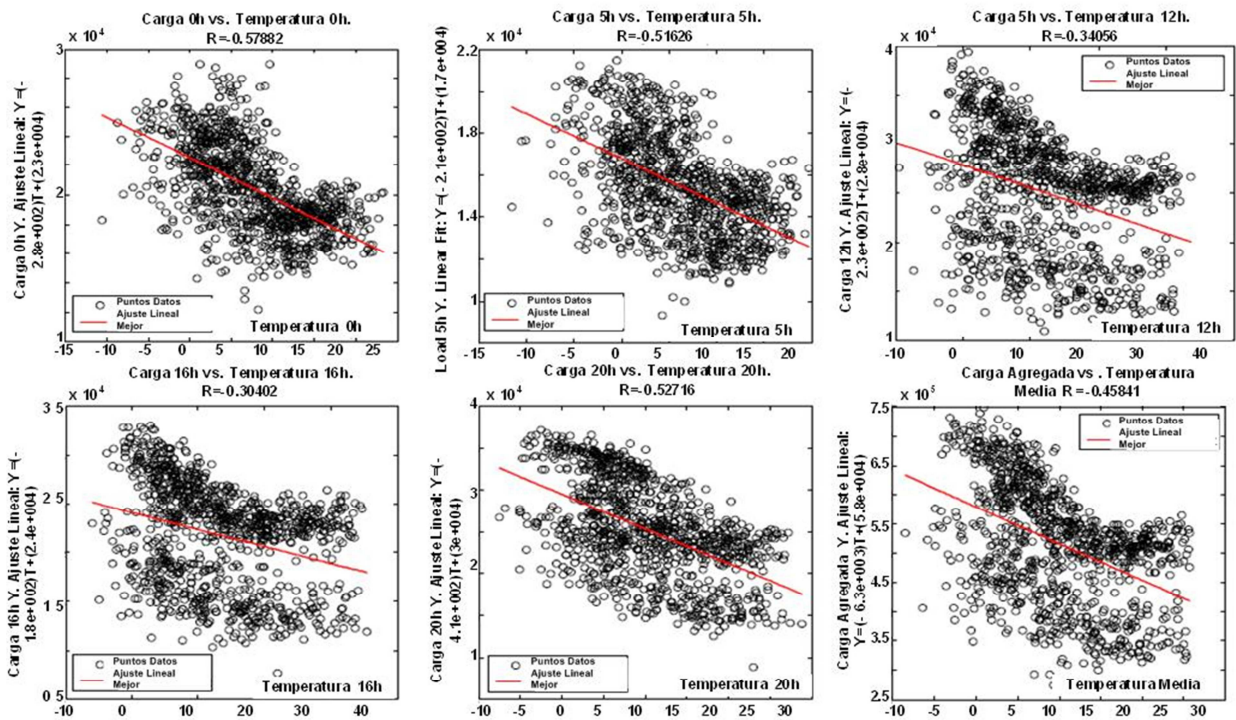 Carga 0h vs. Temperatura 0h.
R=-0.57882
x 10⁴
3
2
1
Carga 0h Y. Ajuste Lineal: Y=(-
2.8e+002)T+(2.3e+004)
Puntos Datos
Ajuste Lineal
Mejor
Temperatura 0h
-15 -10 -5 0 5 10 15 20 25
Carga 5h vs. Temperatura 5h.
R=-0.51626
x 10⁴
2.2
1.8
1.4
1
Load 5h Y. Linear Fit: Y=(- 2.1e+002)T+(1.7e+004)
Puntos Datos
Ajuste Lineal
Mejor
Temperatura 5h
-15 -10 -5 0 5 10 15 20
Carga 5h vs. Temperatura 12h.
R=-0.34056
x 10⁴
4
3
2
1
Carga 12h Y. Ajuste Lineal: Y=(-
2.3e+002)T+(2.8e+004)
Puntos Datos
Ajuste Lineal
Mejor
Temperatura 12h
-10 0 10 20 30 40
Carga 16h vs. Temperatura 16h.
R=-0.30402
x 10⁴
3 5
2 5
1 5
0 5
Carga 16h Y. Ajuste Lineal: Y=(-
1.8e+002)T+(2.4e+004)
Puntos Datos
Ajuste Lineal
Mejor
Temperatura 16h
-10 0 10 20 30 40
Carga 20h vs. Temperatura 20h.
R=-0.52716
x 10⁴
4
3
2
1
Carga 20h Y. Ajuste Lineal: Y=(-
4.1e+002)T+(3e+004)
Puntos Datos
Ajuste Lineal
Mejor
Temperatura 20h
-10 -5 0 5 10 15 20 25 30
Carga Agregada vs . Temperatura
Media R =-0.45841
x 10⁵
7.5
6.5
5.5
4.5
3.5
2.5
Carga Agregada Y. Ajuste Lineal:
Y=(- 6.3e+003)T+(5.8e+004)
Puntos Datos
Ajuste Lineal
Mejor
Temperatura Media
-10 -5 0 5 10 15 20 25 30